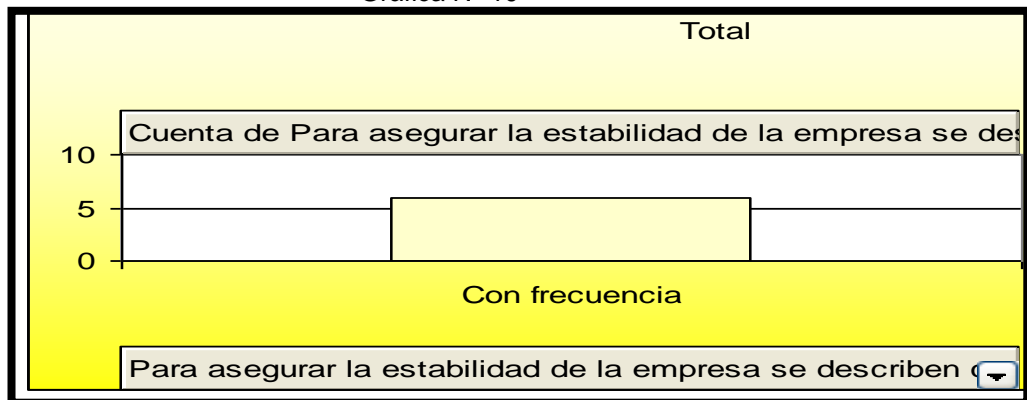 Total
Cuenta de Para asegurar la estabilidad de la empresa se
10
5
0
Con frecuencia
Para asegurar la estabilidad de la empresa se describen